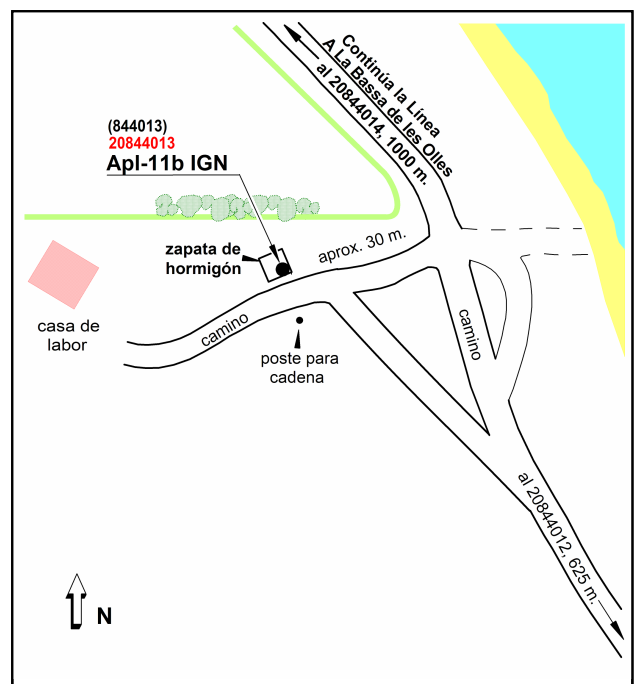 Continúa la Línea
A La Bassa de les Olles
al 20844014, 1000 m.
(844013)
20844013
Apl-11b IGN
zapata de
hormigón
aprox. 30 m.
casa de
labor
camino
poste para
cadena
camino
al 20844012, 625 m.
N